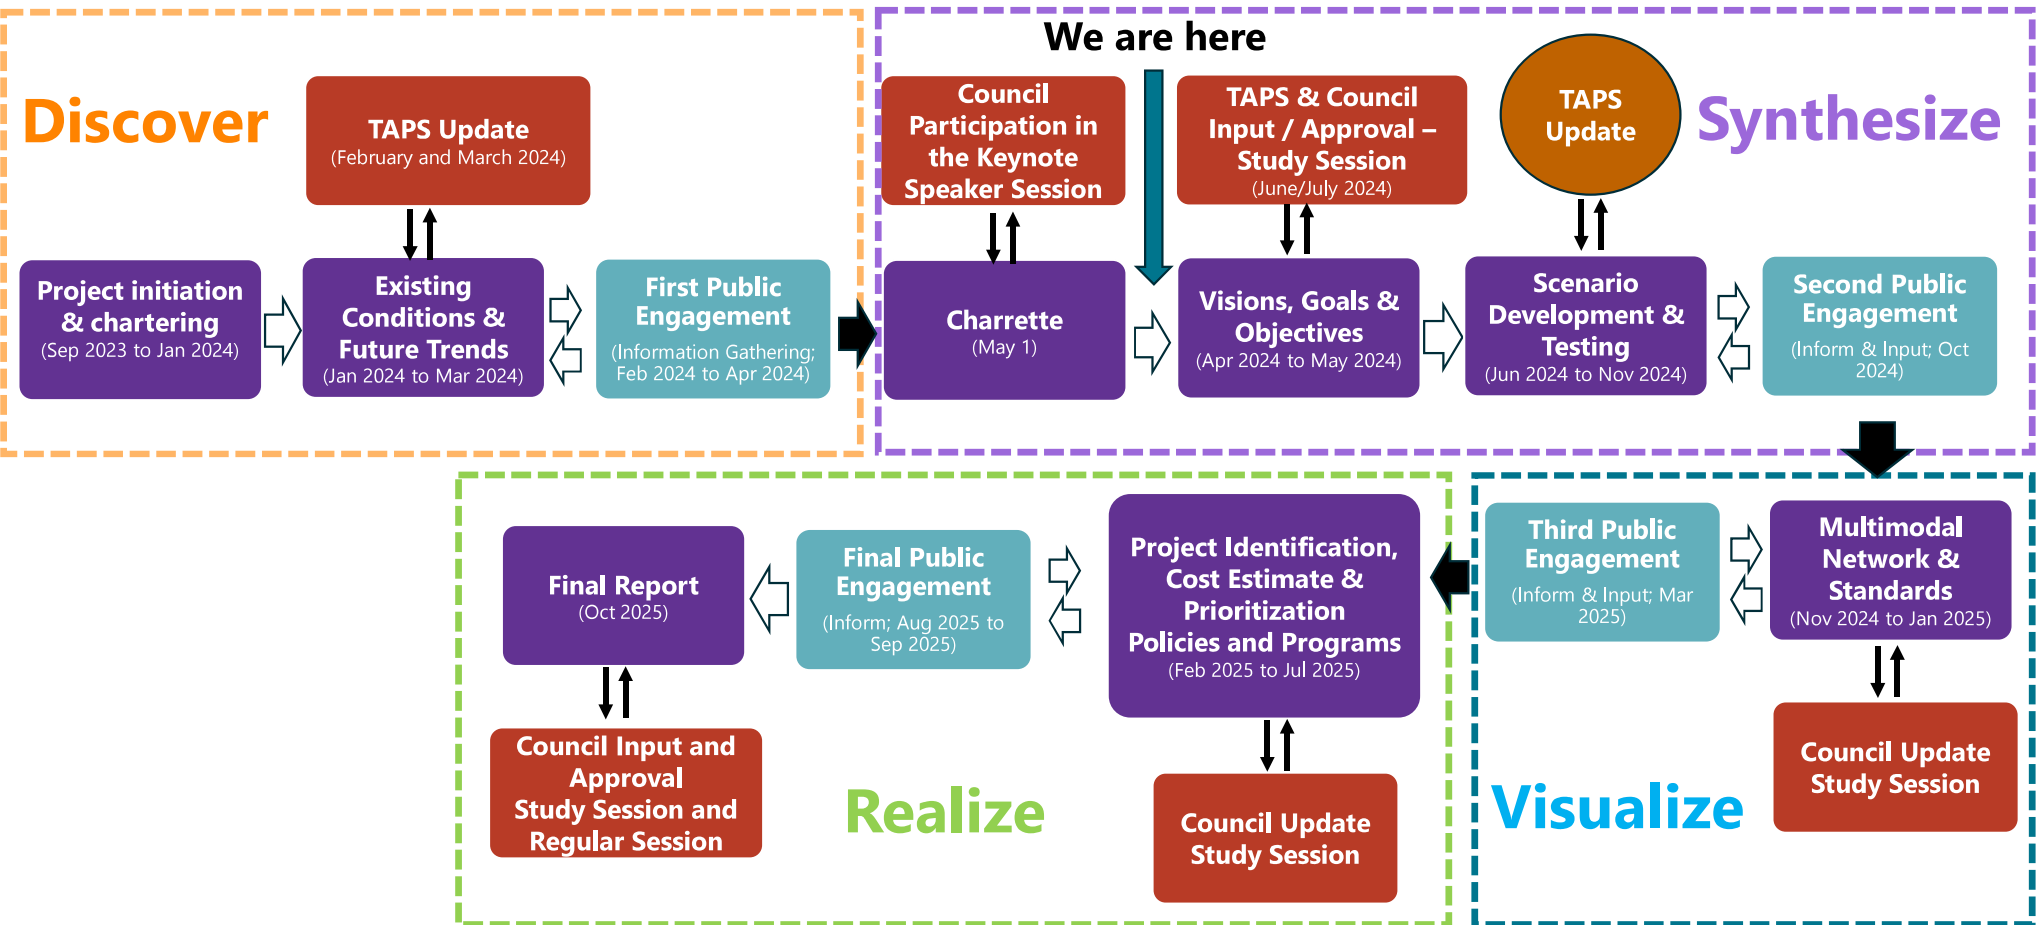 Discover
TAPS Update
(February and March 2024)
Project initiation
& chartering
(Sep 2023 to Jan 2024)
Existing
Conditions &
Future Trends
(Jan 2024 to Mar 2024)
First Public
Engagement
(Information Gathering;
Feb 2024 to Apr 2024)
We are here
Synthesize
Council
Participation in
the Keynote
Speaker Session
TAPS & Council
Input / Approval –
Study Session
(June/July 2024)
TAPS
Update
Charrette
(May 1)
Visions, Goals &
Objectives
(Apr 2024 to May 2024)
Scenario
Development &
Testing
(Jun 2024 to Nov 2024)
Second Public
Engagement
(Inform & Input; Oct
2024)
Multimodal
Network &
Standards
(Nov 2024 to Jan 2025)
Third Public
Engagement
(Inform & Input; Mar
2025)
Council Update
Study Session
Visualize
Project Identification,
Cost Estimate &
Prioritization
Policies and Programs
(Feb 2025 to Jul 2025)
Final Public
Engagement
(Inform; Aug 2025 to
Sep 2025)
Final Report
(Oct 2025)
Council Update
Study Session
Council Input and
Approval
Study Session and
Regular Session
Realize